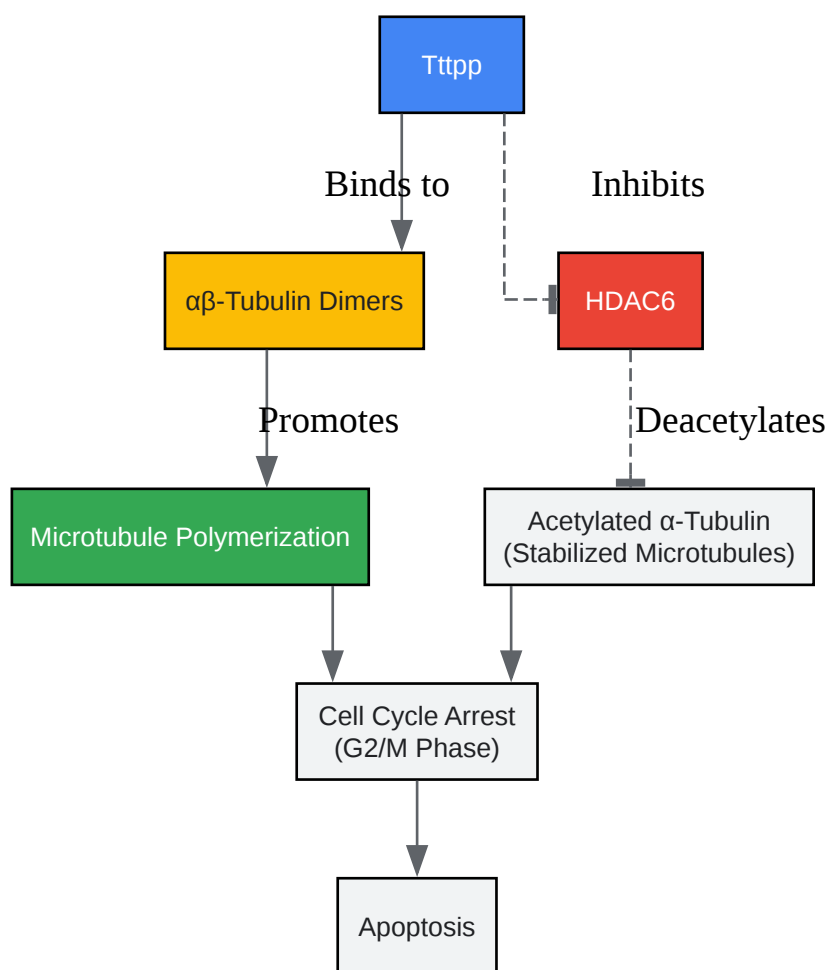 Tttpp
Binds to
Inhibits
αβ-Tubulin Dimers
HDAC6
Promotes
Deacetylates
Microtubule Polymerization
Acetylated α-Tubulin
(Stabilized Microtubules)
Cell Cycle Arrest
(G2/M Phase)
Apoptosis